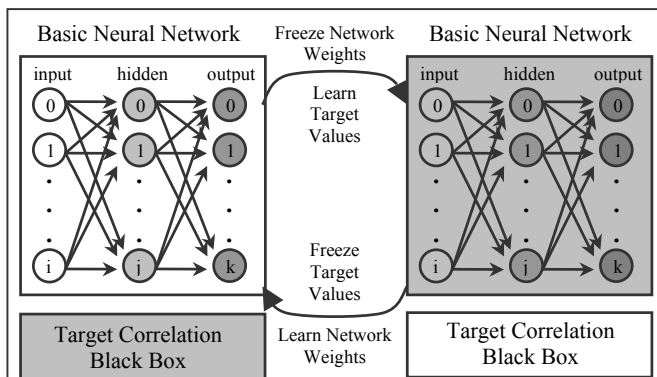 Basic Neural Network
input hidden output
0 0 0
1 1 1
i j k
Target Correlation
Black Box
Freeze Network
Weights
Learn
Target
Values
Freeze
Target
Values
Learn Network
Weights
Basic Neural Network
input hidden output
0 0 0
1 1 1
i j k
Target Correlation
Black Box